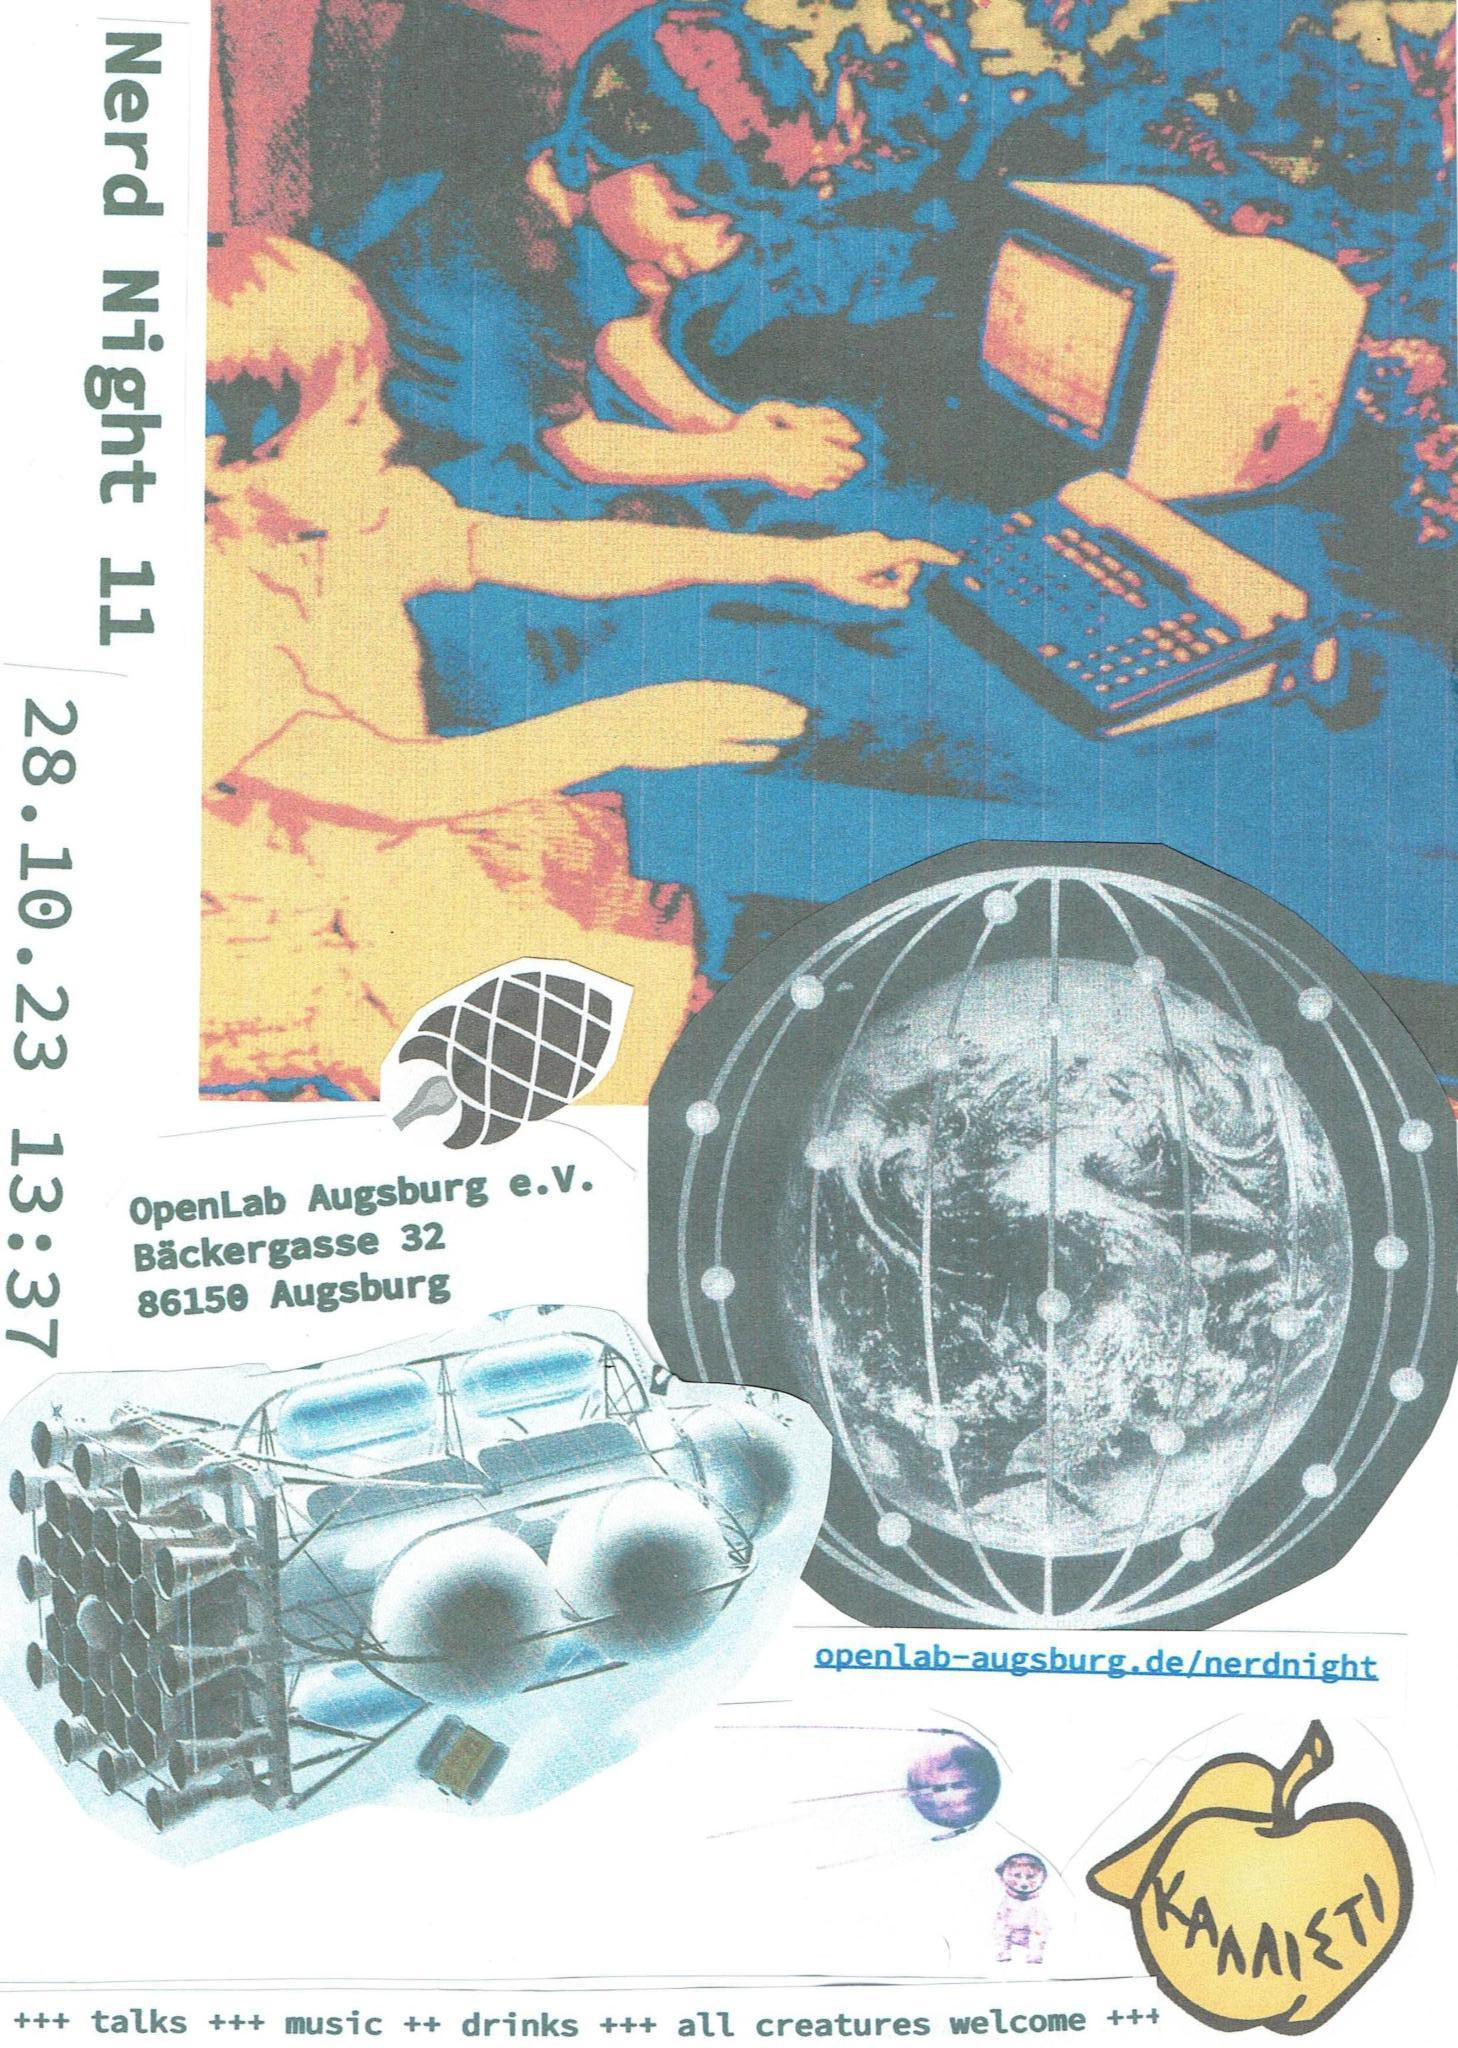 Nerd Night 11
28.10.23 13:37
OpenLab Augsburg e.V.
Bäckergasse 32
86150 Augsburg
openlab-augsburg.de/nerdnight
ΚΑΛΛΙΣΤΙ
+++ talks +++ music ++ drinks +++ all creatures welcome +++